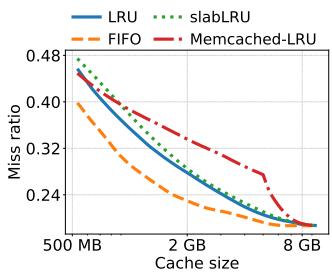 LRU slabLRU
FIFO Memcached-LRU
Miss ratio
0.48
0.40
0.32
0.24
500 MB 2 GB 8 GB
Cache size